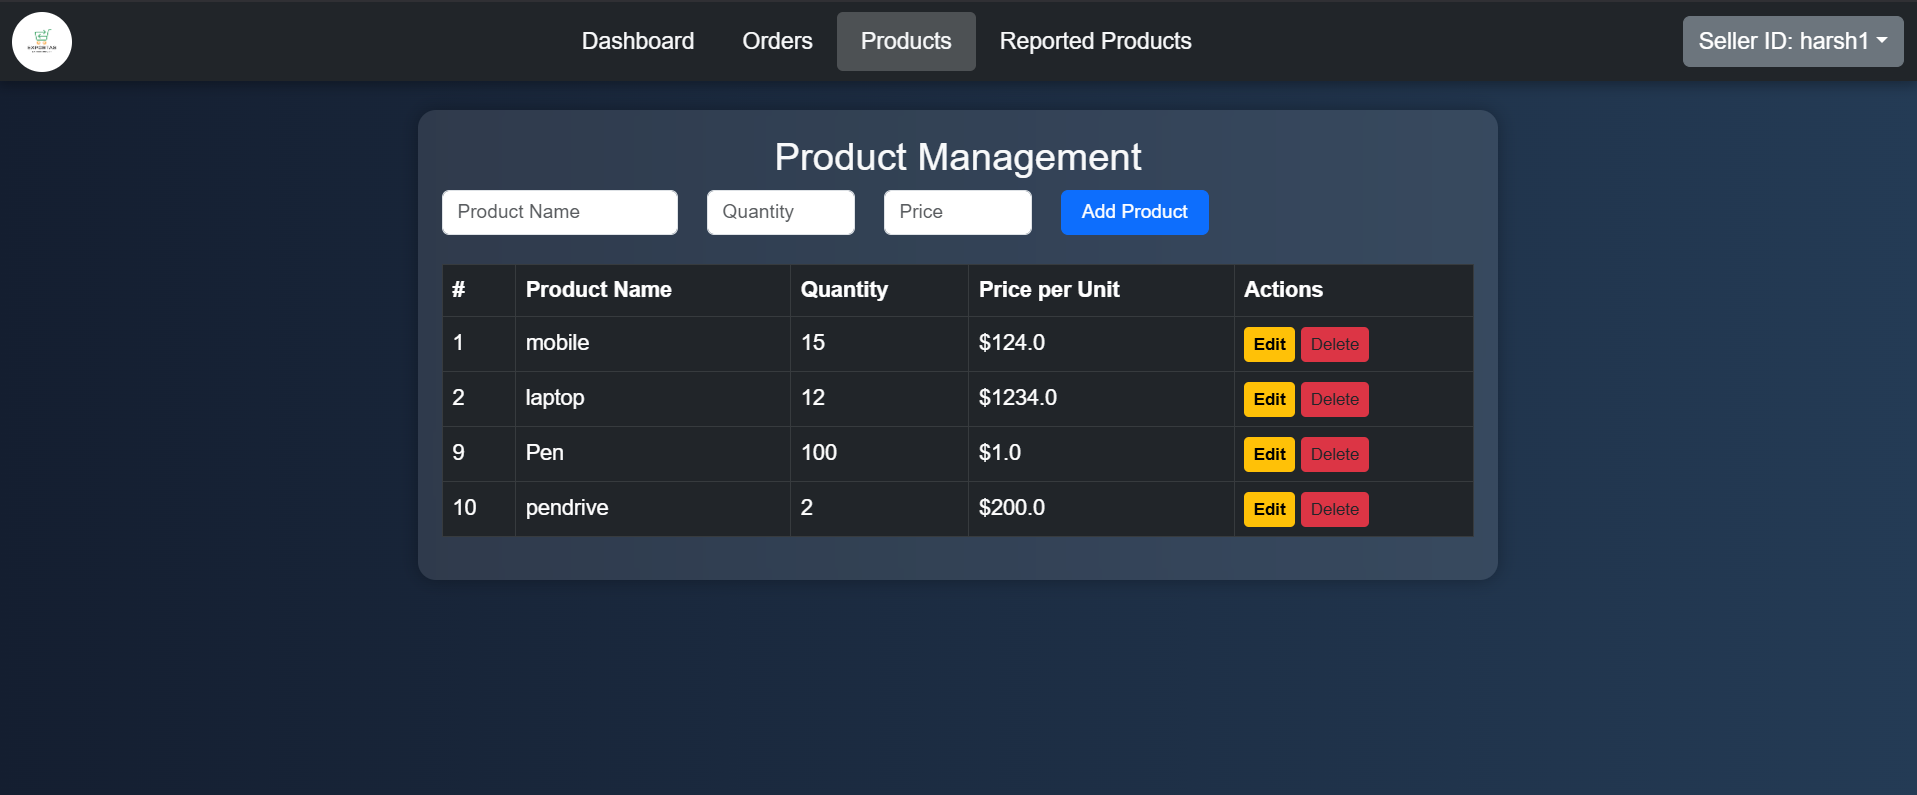 Dashboard
Orders
Products
Reported Products
Seller ID: harsh1
Product Management
Product Name
Quantity
Price
Add Product
# Product Name Quantity Price per Unit Actions
1 mobile 15 $124.0 Edit Delete
2 laptop 12 $1234.0 Edit Delete
9 Pen 100 $1.0 Edit Delete
10 pendrive 2 $200.0 Edit Delete